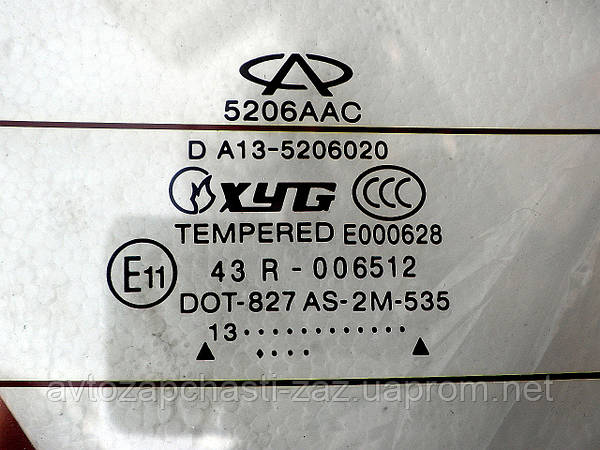 5206AAC
D A13-5206020
XYG CCC
TEMPERED E000628
E11 43 R - 006512
DOT-827 AS-2M-535
13............
avtozapchasti-zaz.uaprom.net